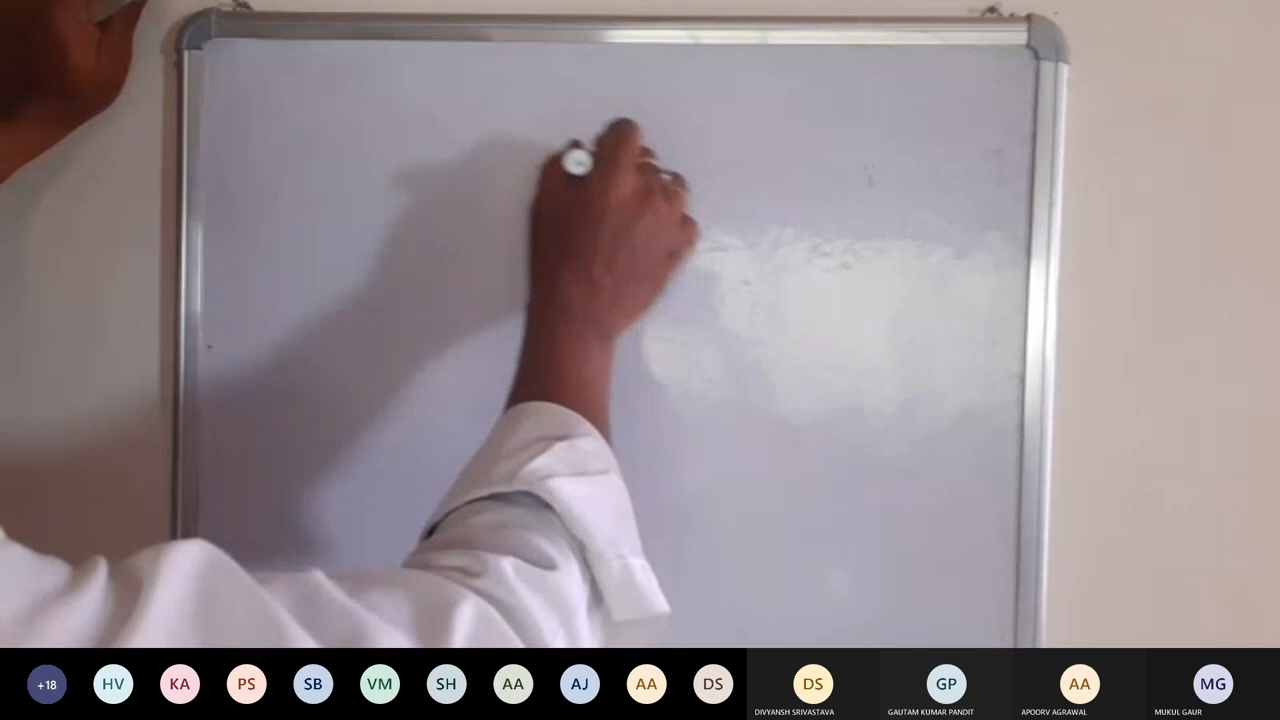 +18 HV KA PS SB VM SH AA AJ AA DS DS GP AA MG
DIVYANSH SRIVASTAVA GAUTAM KUMAR PANDIT APOORV AGRAWAL MUKUL GAUR